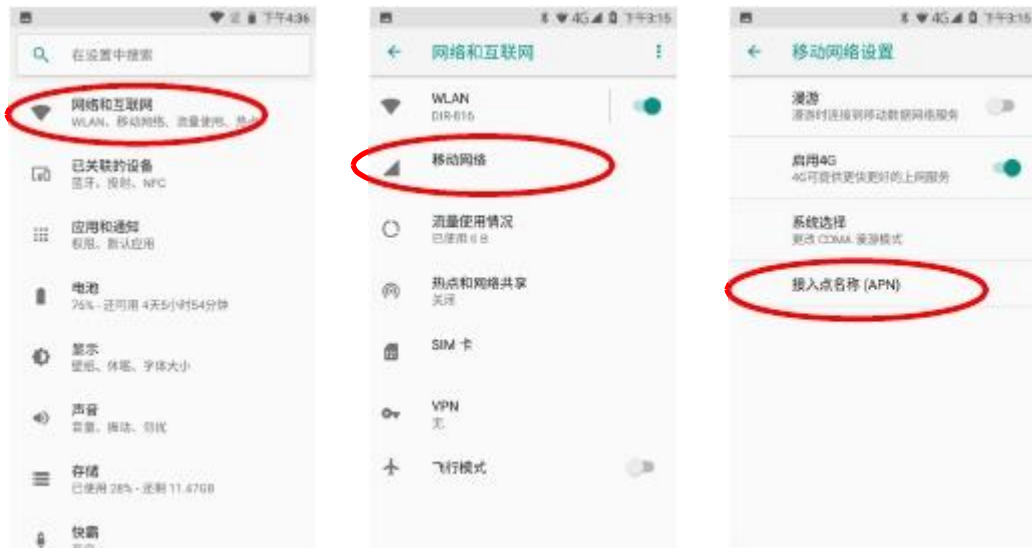 下午4:36
在设置中搜索
网络和互联网
WLAN、移动网络、流量使用、热点
已关联的设备
蓝牙、投射、NFC
应用和通知
权限、默认应用
电池
76% - 还可用 4天5小时54分钟
显示
壁纸、休眠、字体大小
声音
音量、振动、勿扰
存储
已使用 28% - 还剩 11.47GB
快霸
4G 下午3:15
网络和互联网
WLAN
DIR-816
移动网络
流量使用情况
已使用 0 B
热点和网络共享
关闭
SIM 卡
VPN
无
飞行模式
4G 下午3:15
移动网络设置
漫游
漫游时连接到移动数据网络服务
启用4G
4G可提供更快更好的上网服务
系统选择
更改 CDMA 漫游模式
接入点名称 (APN)